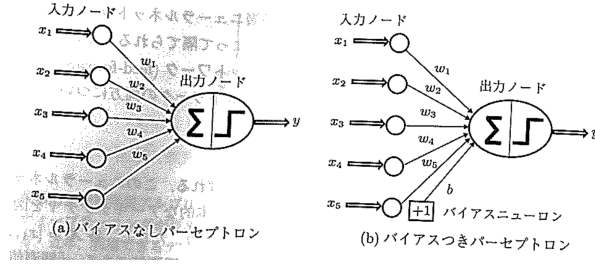 入力ノード
x₁
x₂
x₃
x₄
x₅
w₁
w₂
w₃
w₄
w₅
出力ノード
Σ
y
(a) バイアスなしパーセプトロン
入力ノード
x₁
x₂
x₃
x₄
x₅
w₁
w₂
w₃
w₄
w₅
b
出力ノード
Σ
y
+1 バイアスニューロン
(b) バイアスつきパーセプトロン